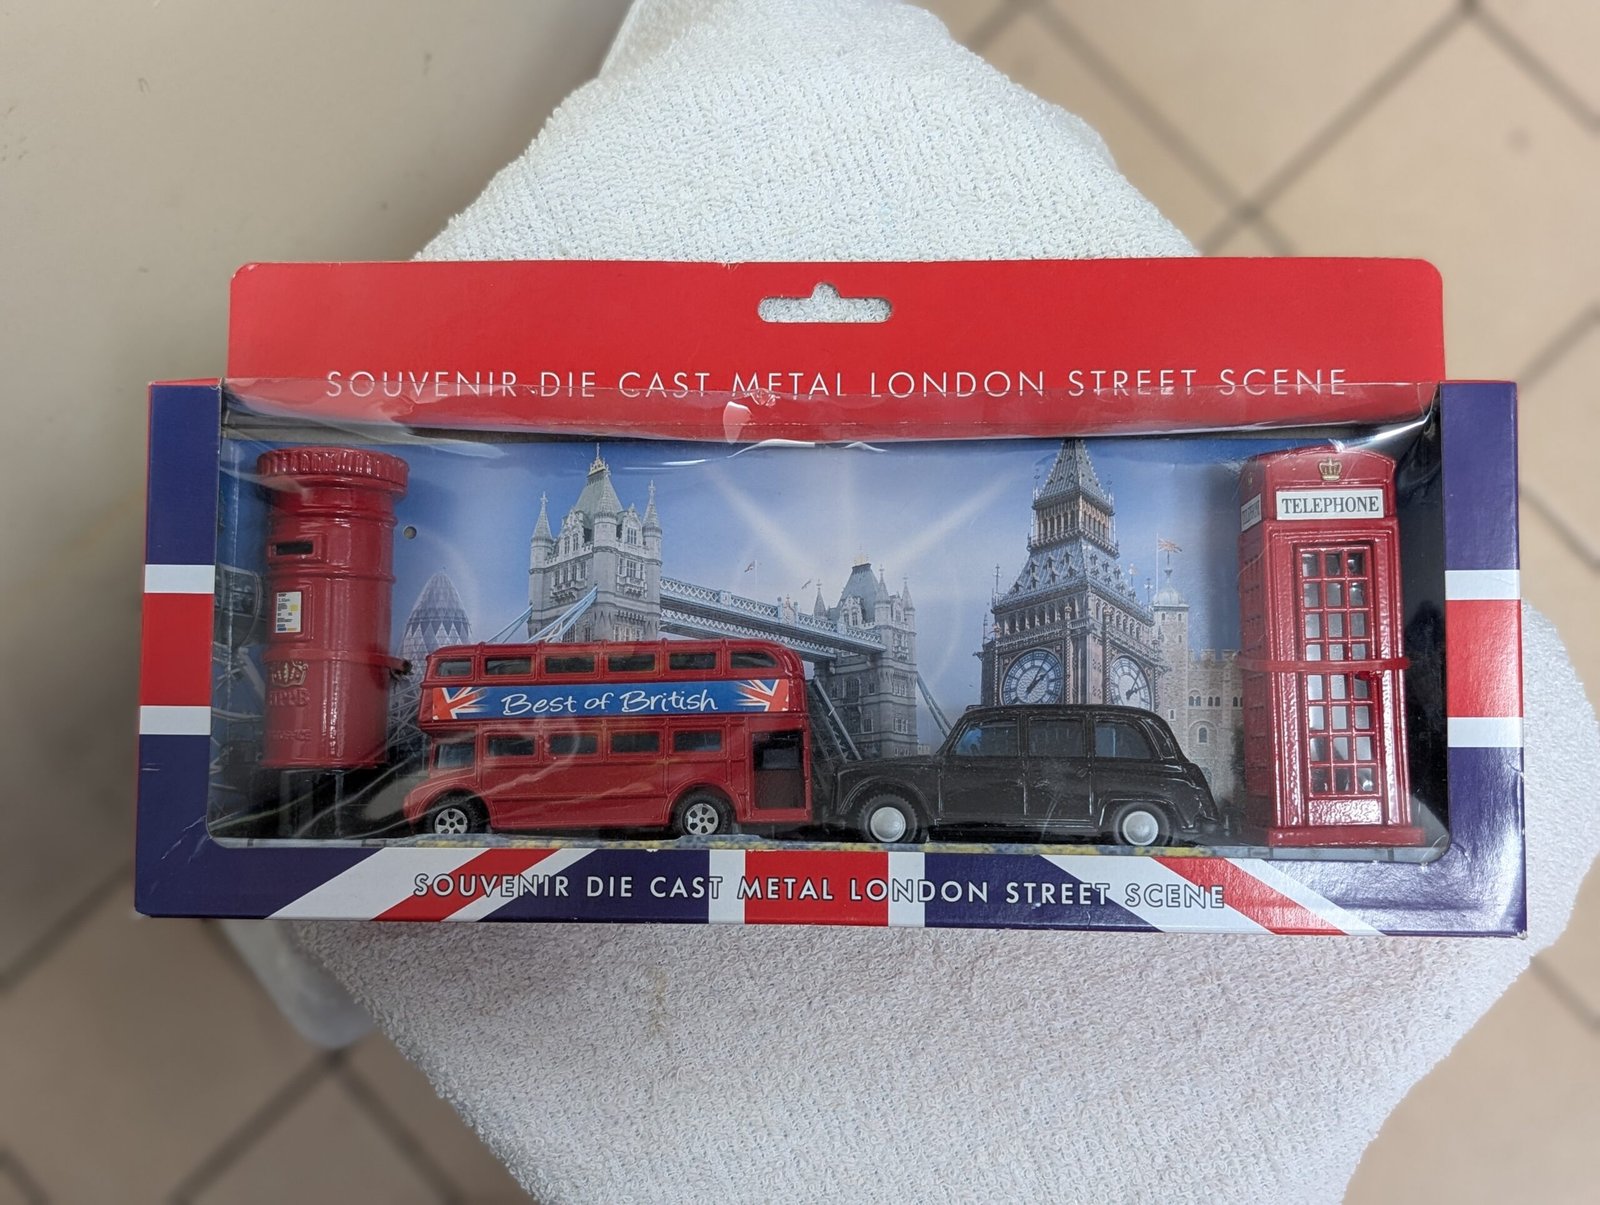 SOUVENIR DIE CAST METAL LONDON STREET SCENE
TELEPHONE
Best of British
SOUVENIR DIE CAST METAL LONDON STREET SCENE